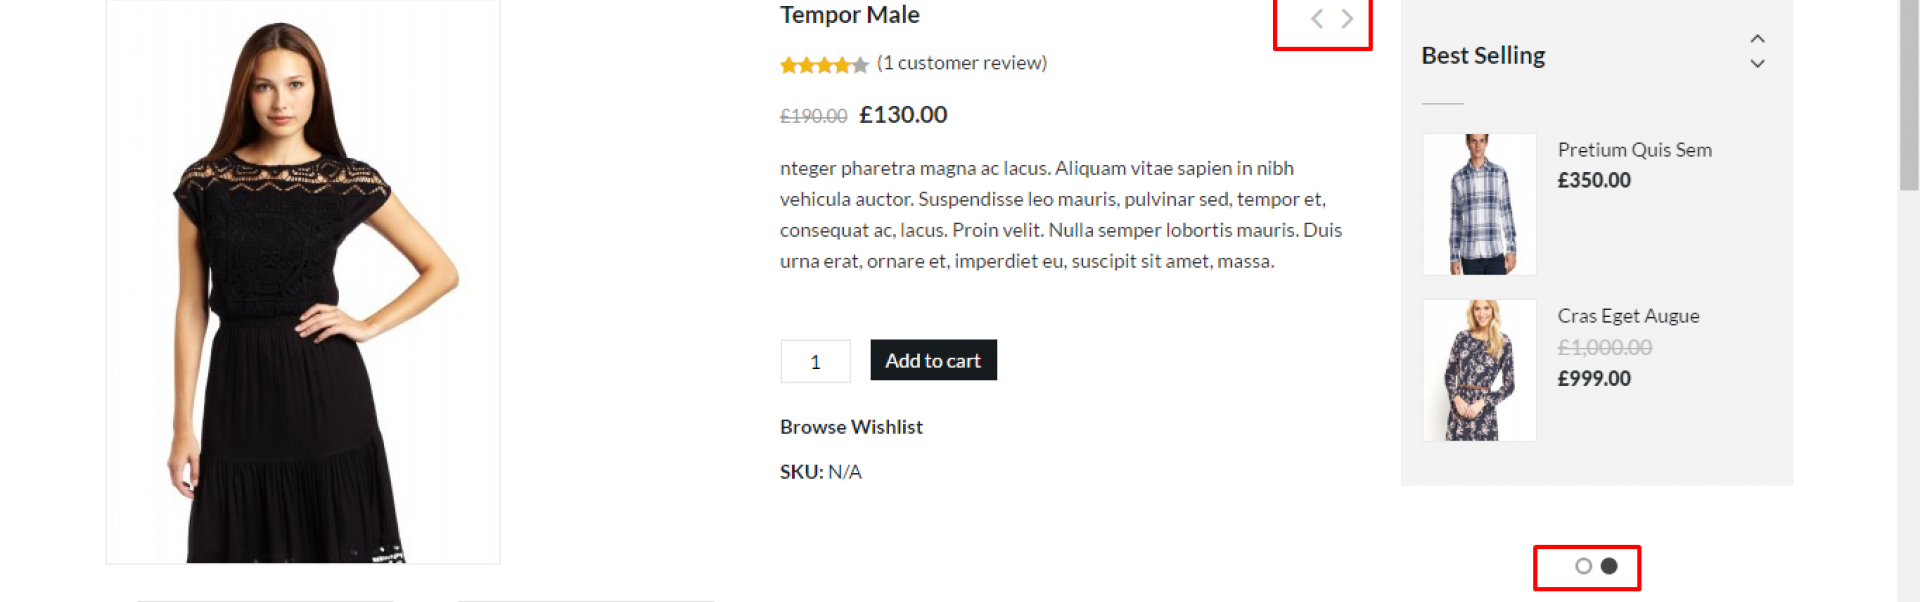 Tempor Male
(1 customer review)
£190.00 £130.00
nteger pharetra magna ac lacus. Aliquam vitae sapien in nibh
vehicula auctor. Suspendisse leo mauris, pulvinar sed, tempor et,
consequat ac, lacus. Proin velit. Nulla semper lobortis mauris. Duis
urna erat, ornare et, imperdiet eu, suscipit sit amet, massa.
1 Add to cart
Browse Wishlist
SKU: N/A
Best Selling
Pretium Quis Sem
£350.00
Cras Eget Augue
£1,000.00
£999.00